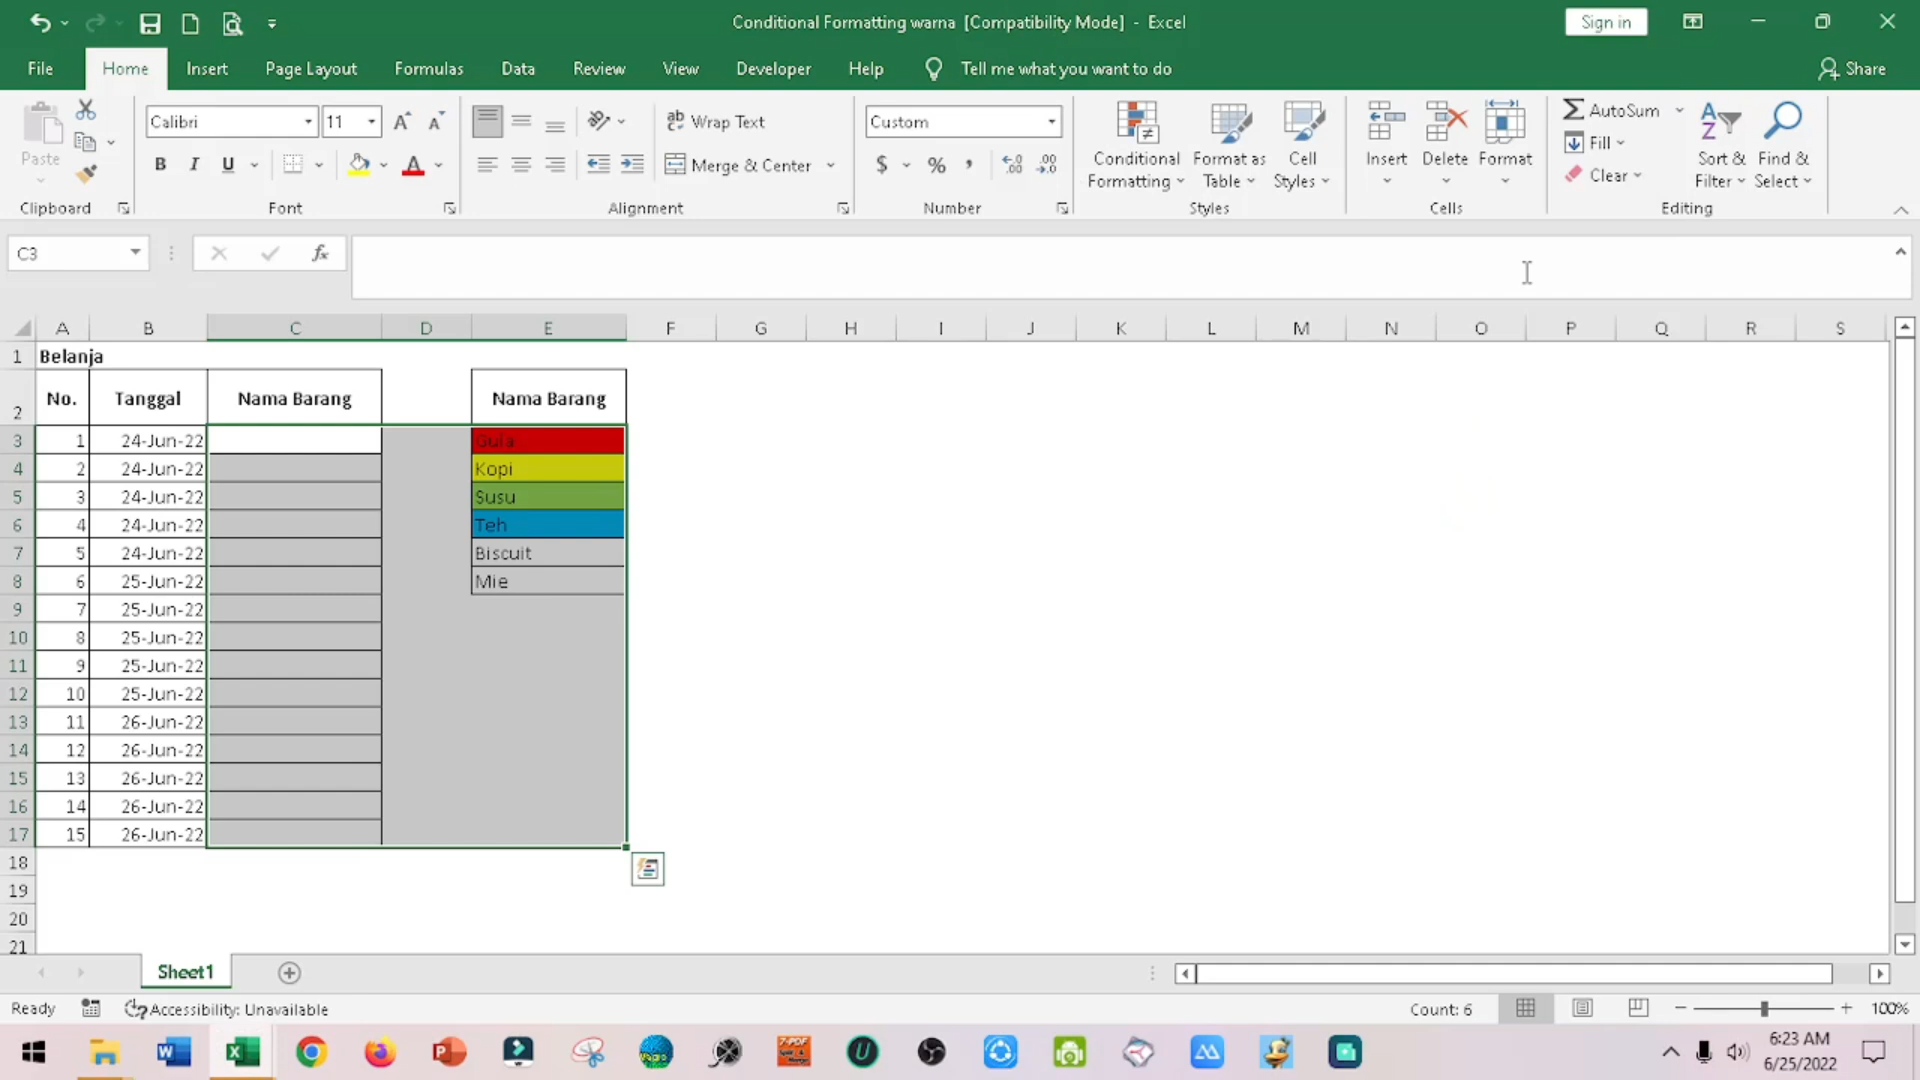 Conditional Formatting warna [Compatibility Mode] - Excel
Sign in
File Home Insert Page Layout Formulas Data Review View Developer Help Tell me what you want to do Share
Paste
Calibri 11
B I U
Wrap Text
Merge & Center
Custom
$ % ,
Conditional Formatting
Format as Table
Cell Styles
Insert Delete Format
AutoSum
Fill
Clear
Sort & Filter
Find & Select
Clipboard Font Alignment Number Styles Cells Editing
C3 fx
A B C D E F G H I J K L M N O P Q R S
1 Belanja
2 No. Tanggal Nama Barang Nama Barang
3 1 24-Jun-22 Gula
4 2 24-Jun-22 Kopi
5 3 24-Jun-22 Susu
6 4 24-Jun-22 Teh
7 5 24-Jun-22 Biscuit
8 6 25-Jun-22 Mie
9 7 25-Jun-22
10 8 25-Jun-22
11 9 25-Jun-22
12 10 25-Jun-22
13 11 26-Jun-22
14 12 26-Jun-22
15 13 26-Jun-22
16 14 26-Jun-22
17 15 26-Jun-22
18
19
20
21
Sheet1
Ready Accessibility: Unavailable Count: 6 100%
6:23 AM
6/25/2022